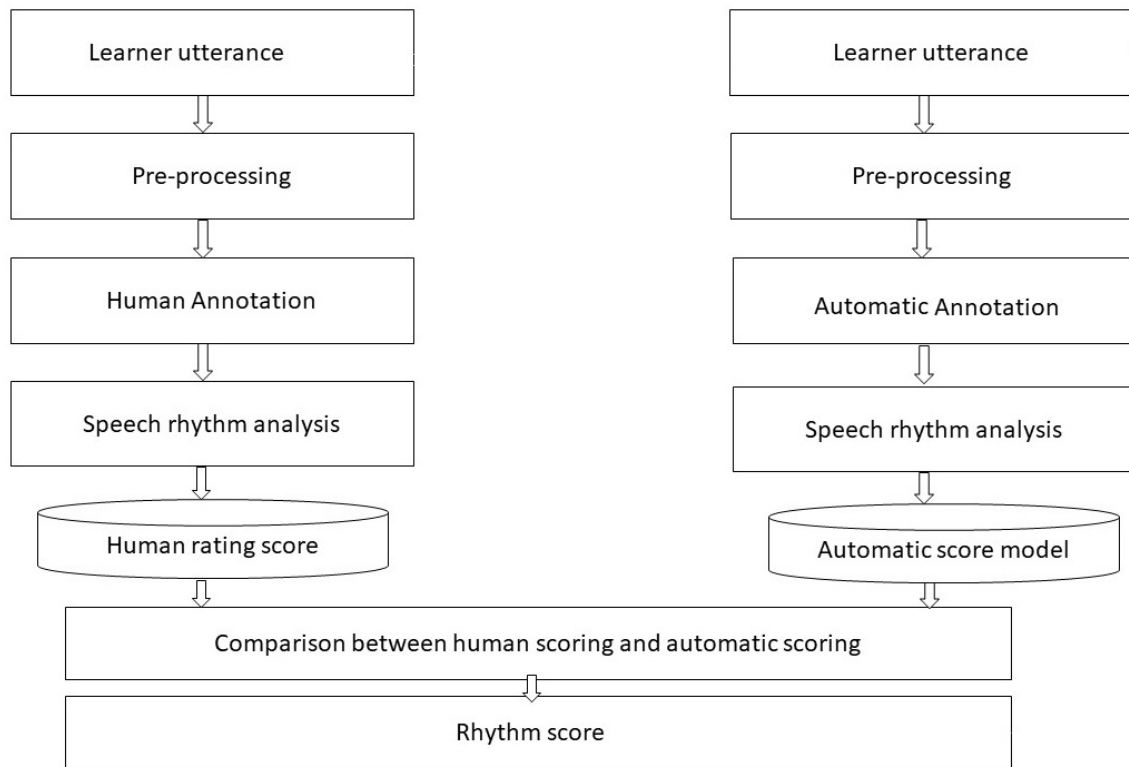 Learner utterance
Learner utterance
Pre-processing
Pre-processing
Human Annotation
Automatic Annotation
Speech rhythm analysis
Speech rhythm analysis
Human rating score
Automatic score model
Comparison between human scoring and automatic scoring
Rhythm score